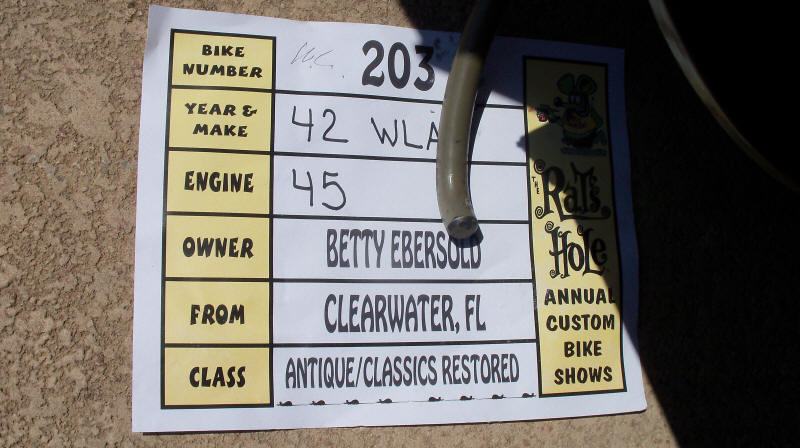 BIKE NUMBER 203
YEAR & MAKE 42 WLA
ENGINE 45
OWNER BETTY EBERSOLD
FROM CLEARWATER, FL
CLASS ANTIQUE/CLASSICS RESTORED
THE
RAT'S
HOLE
ANNUAL
CUSTOM
BIKE
SHOWS